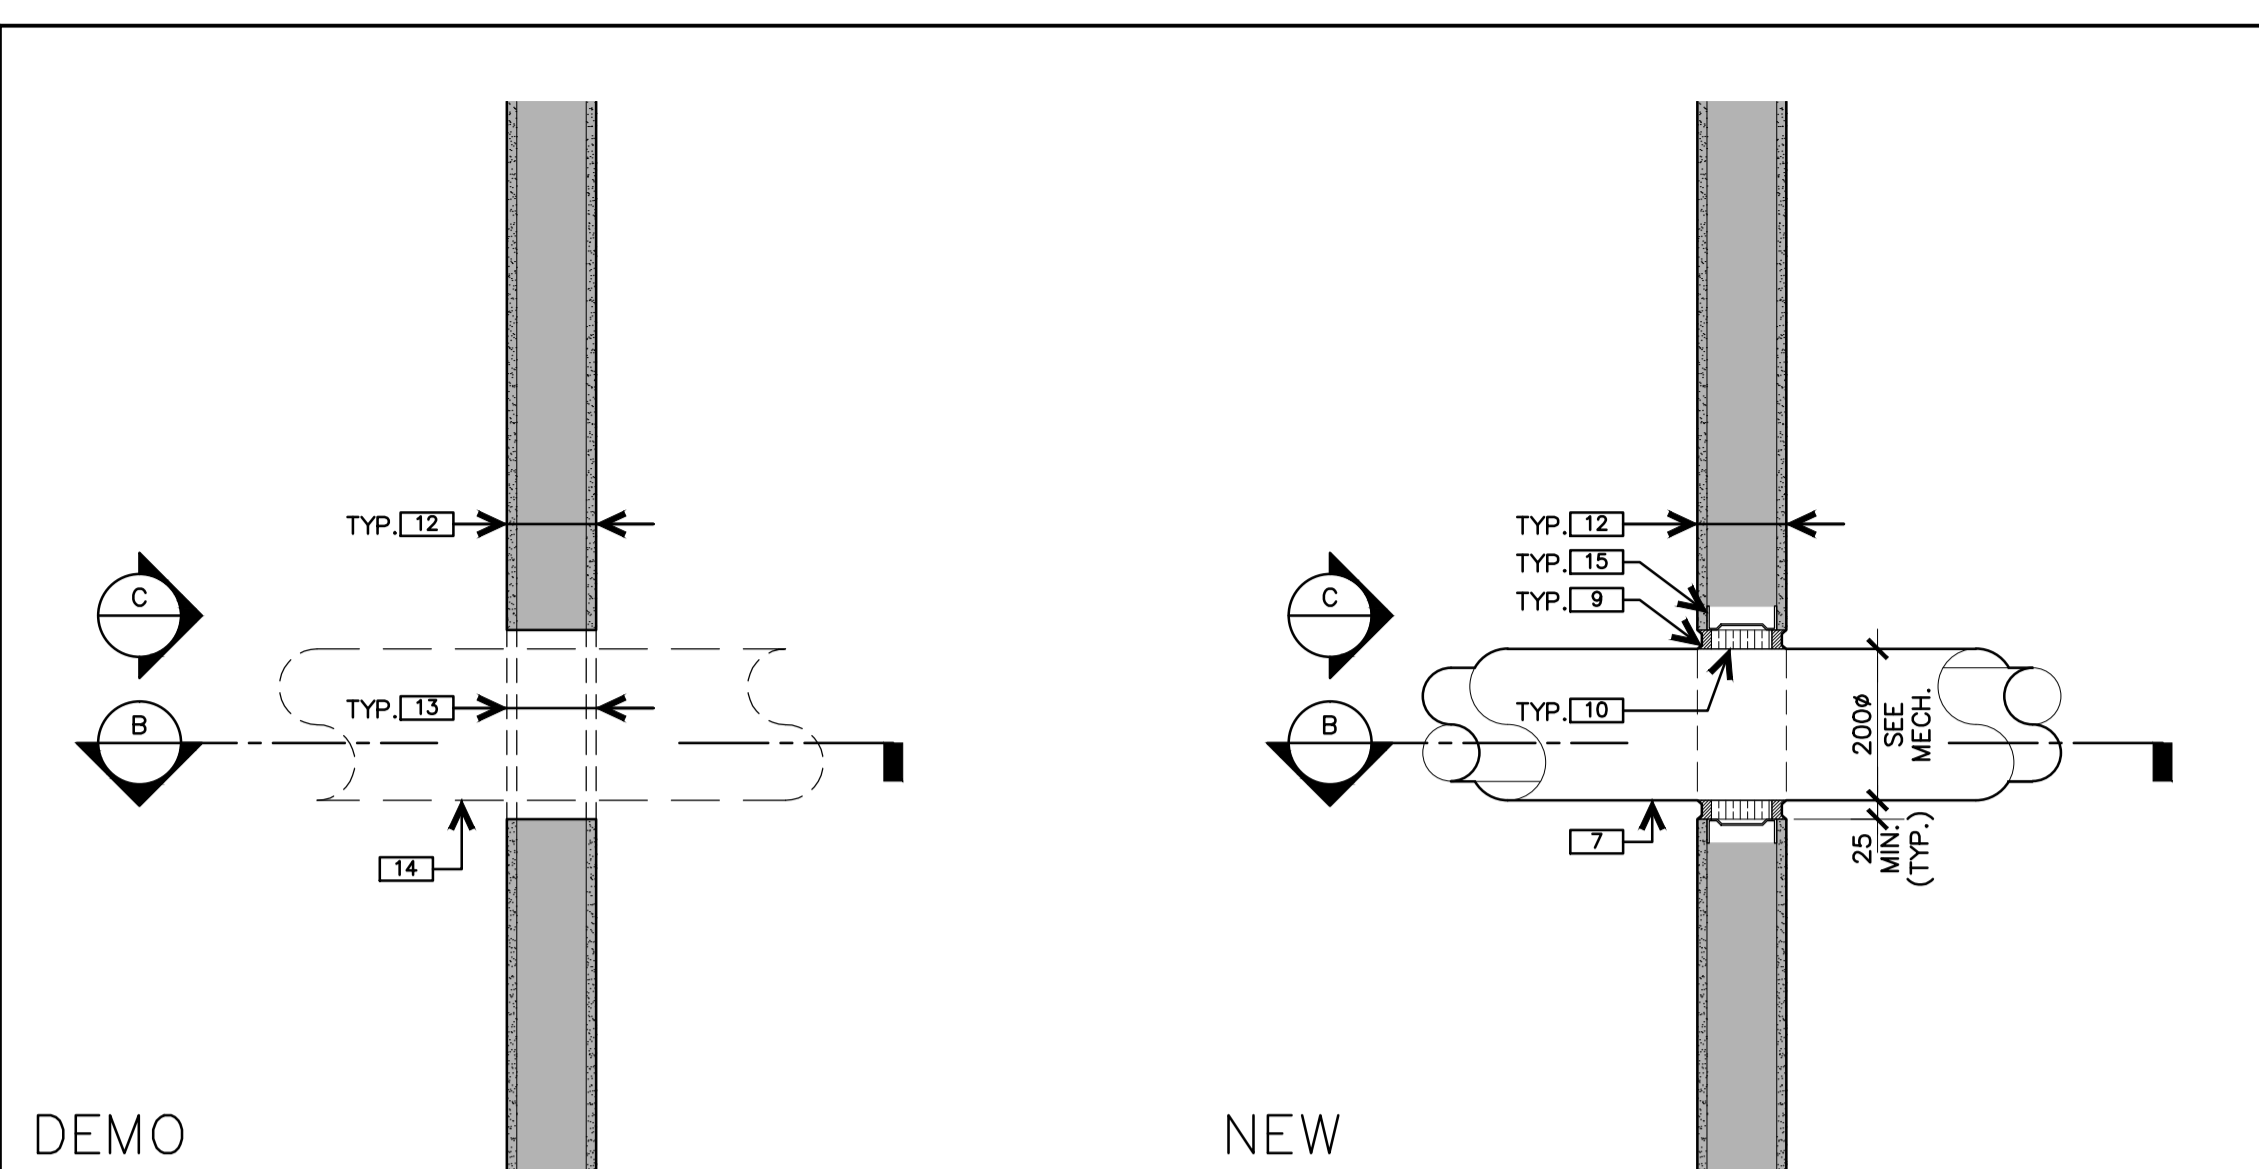 TYP. 12
C
TYP. 13
B
14
DEMO
TYP. 12
TYP. 15
TYP. 9
C
TYP. 10
B
7
200ø
SEE
MECH.
25
MIN.
(TYP.)
NEW